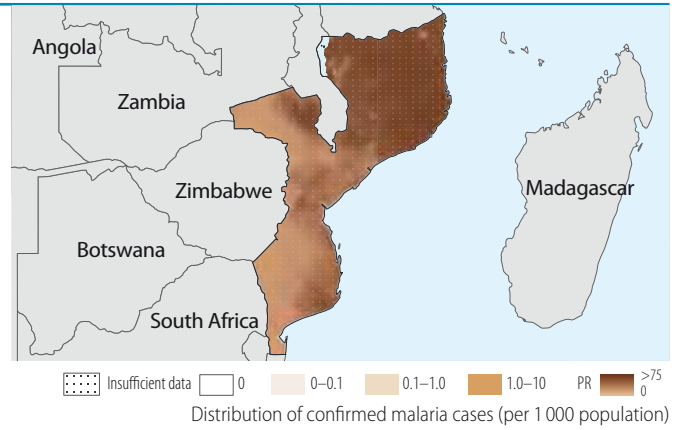 Angola
Zambia
Zimbabwe
Madagascar
Botswana
South Africa
Insufficient data 0 0–0.1 0.1–1.0 1.0–10 PR >75
0
Distribution of confirmed malaria cases (per 1 000 population)